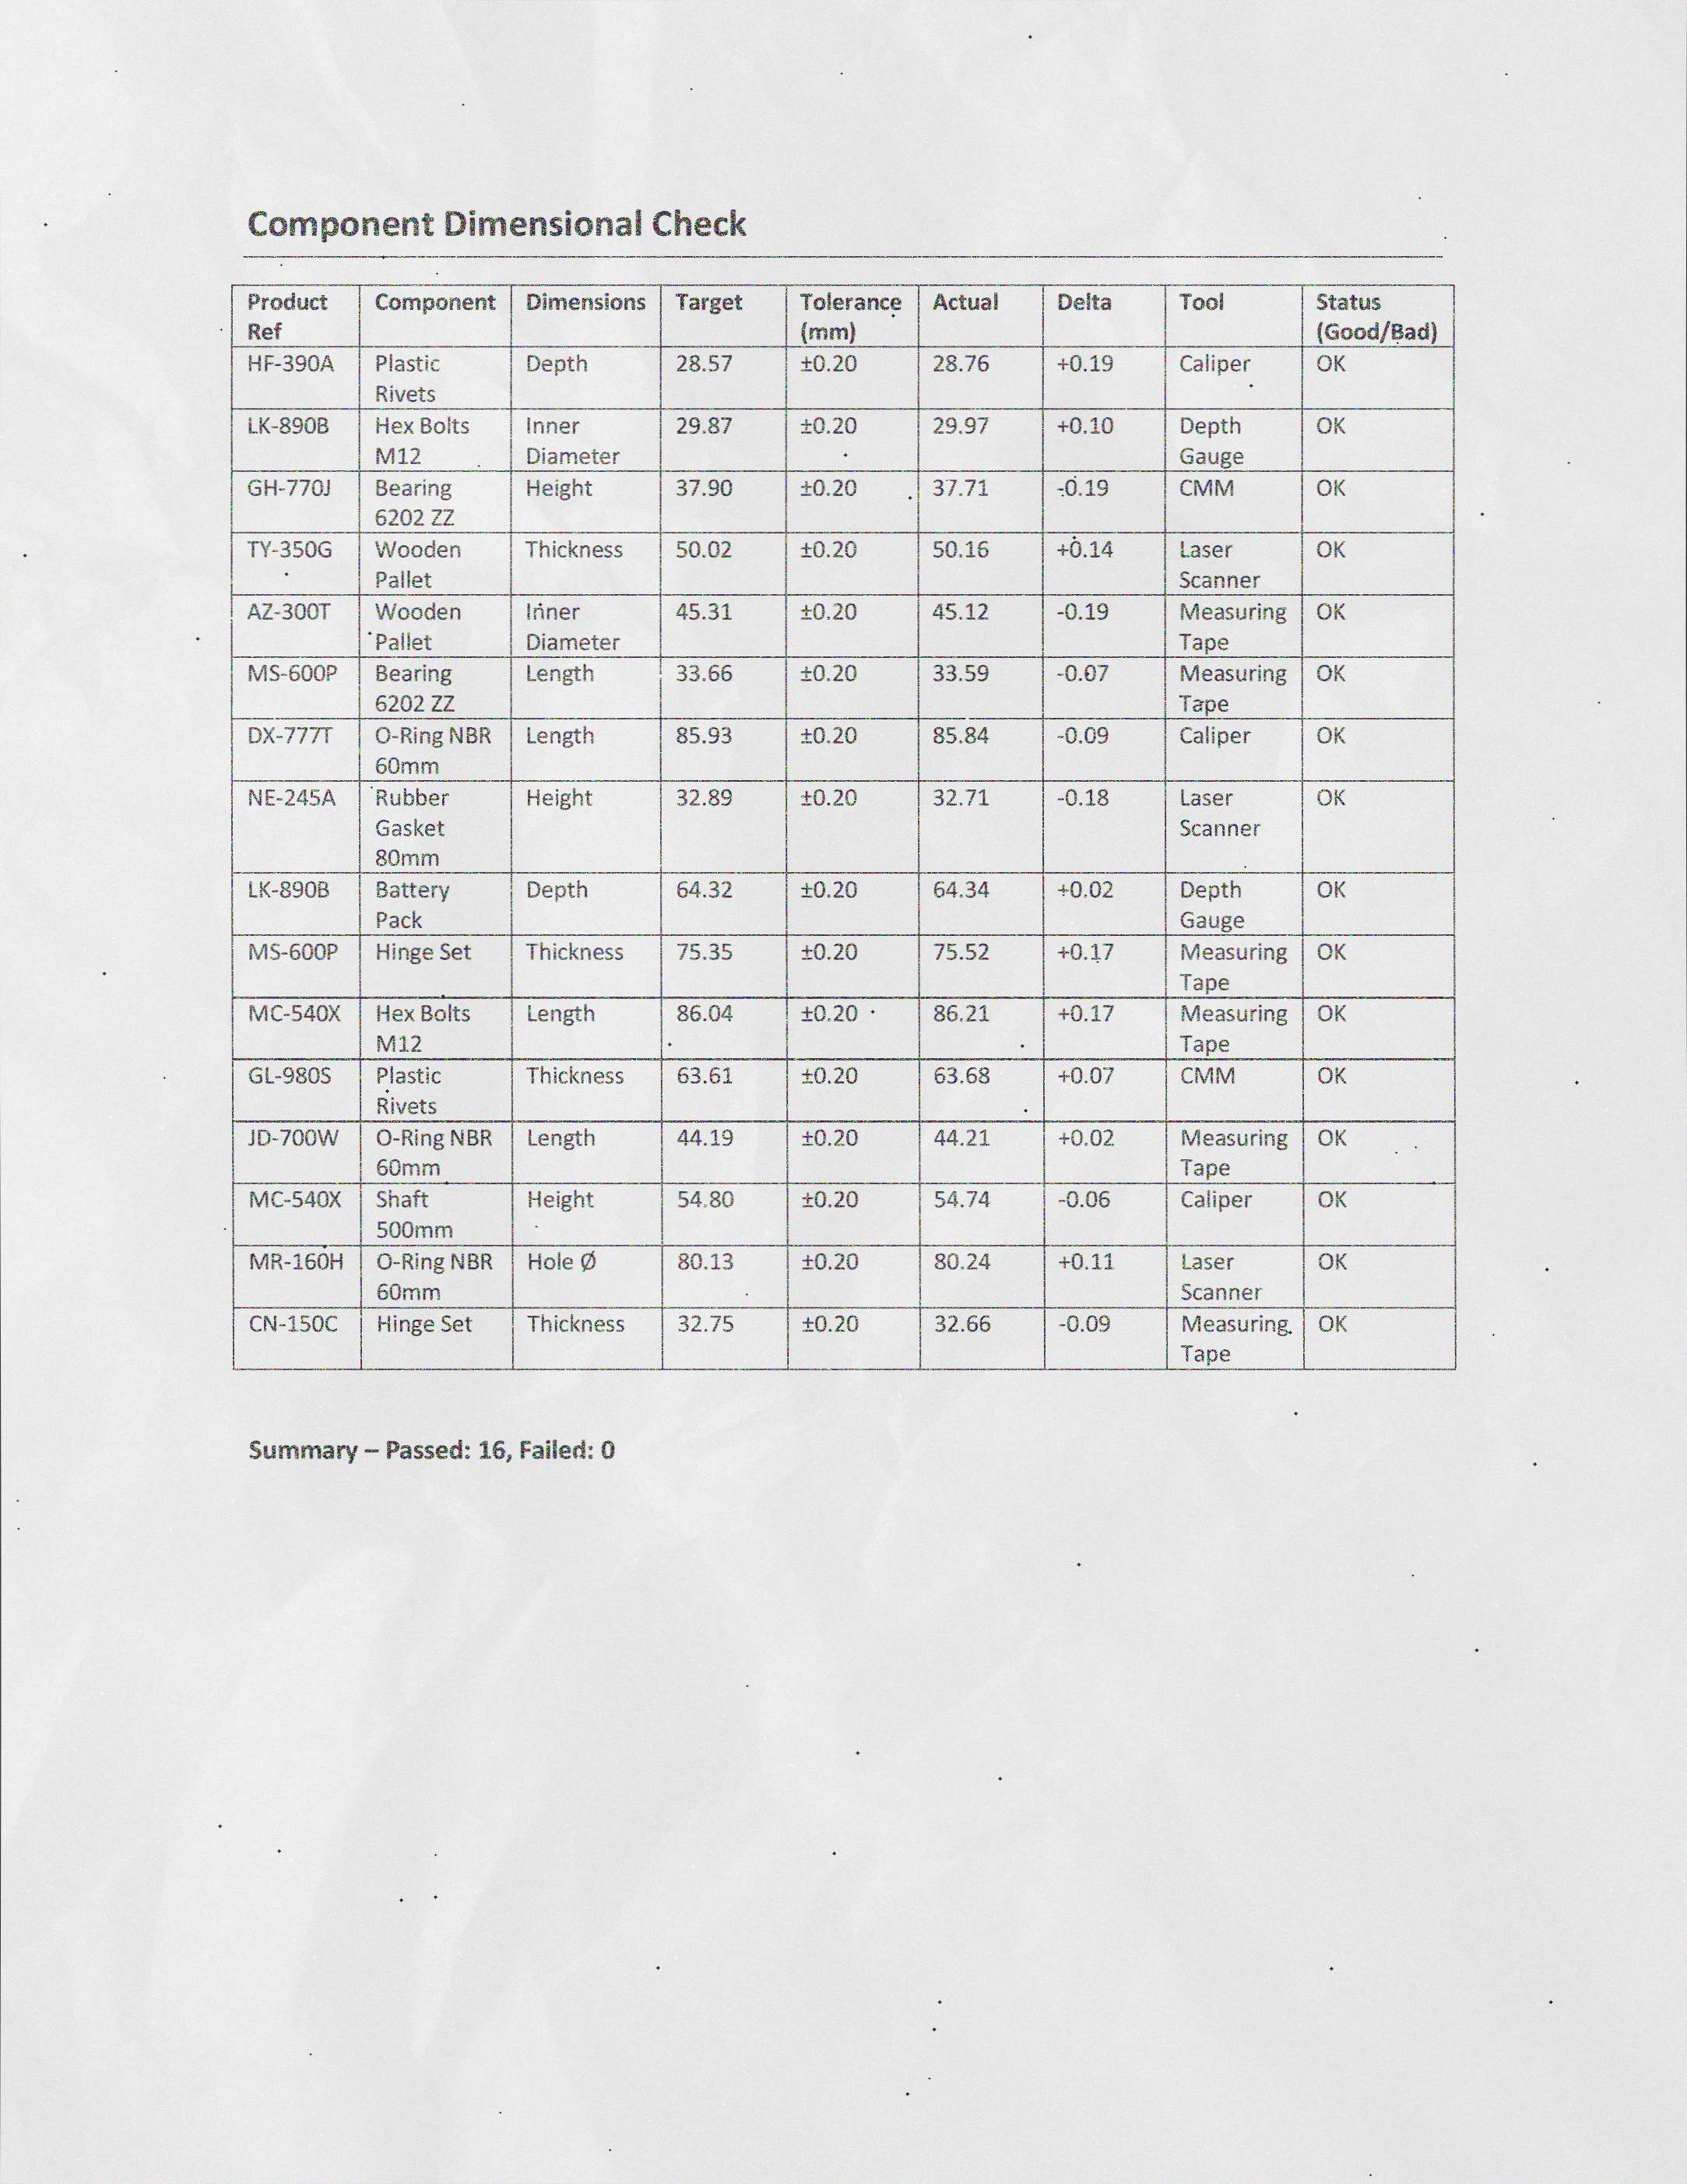 Component Dimensional Check
Product Ref | Component | Dimensions | Target | Tolerance (mm) | Actual | Delta | Tool | Status (Good/Bad)
HF-390A | Plastic Rivets | Depth | 28.57 | ±0.20 | 28.76 | +0.19 | Caliper | OK
LK-890B | Hex Bolts M12 | Inner Diameter | 29.87 | ±0.20 | 29.97 | +0.10 | Depth Gauge | OK
GH-770J | Bearing 6202 ZZ | Height | 37.90 | ±0.20 | 37.71 | -0.19 | CMM | OK
TY-350G | Wooden Pallet | Thickness | 50.02 | ±0.20 | 50.16 | +0.14 | Laser Scanner | OK
AZ-300T | Wooden Pallet | Inner Diameter | 45.31 | ±0.20 | 45.12 | -0.19 | Measuring Tape | OK
MS-600P | Bearing 6202 ZZ | Length | 33.66 | ±0.20 | 33.59 | -0.07 | Measuring Tape | OK
DX-777T | O-Ring NBR 60mm | Length | 85.93 | ±0.20 | 85.84 | -0.09 | Caliper | OK
NE-245A | Rubber Gasket 80mm | Height | 32.89 | ±0.20 | 32.71 | -0.18 | Laser Scanner | OK
LK-890B | Battery Pack | Depth | 64.32 | ±0.20 | 64.34 | +0.02 | Depth Gauge | OK
MS-600P | Hinge Set | Thickness | 75.35 | ±0.20 | 75.52 | +0.17 | Measuring Tape | OK
MC-540X | Hex Bolts M12 | Length | 86.04 | ±0.20 | 86.21 | +0.17 | Measuring Tape | OK
GL-980S | Plastic Rivets | Thickness | 63.61 | ±0.20 | 63.68 | +0.07 | CMM | OK
JD-700W | O-Ring NBR 60mm | Length | 44.19 | ±0.20 | 44.21 | +0.02 | Measuring Tape | OK
MC-540X | Shaft 500mm | Height | 54.80 | ±0.20 | 54.74 | -0.06 | Caliper | OK
MR-160H | O-Ring NBR 60mm | Hole Ø | 80.13 | ±0.20 | 80.24 | +0.11 | Laser Scanner | OK
CN-150C | Hinge Set | Thickness | 32.75 | ±0.20 | 32.66 | -0.09 | Measuring Tape | OK
Summary – Passed: 16, Failed: 0